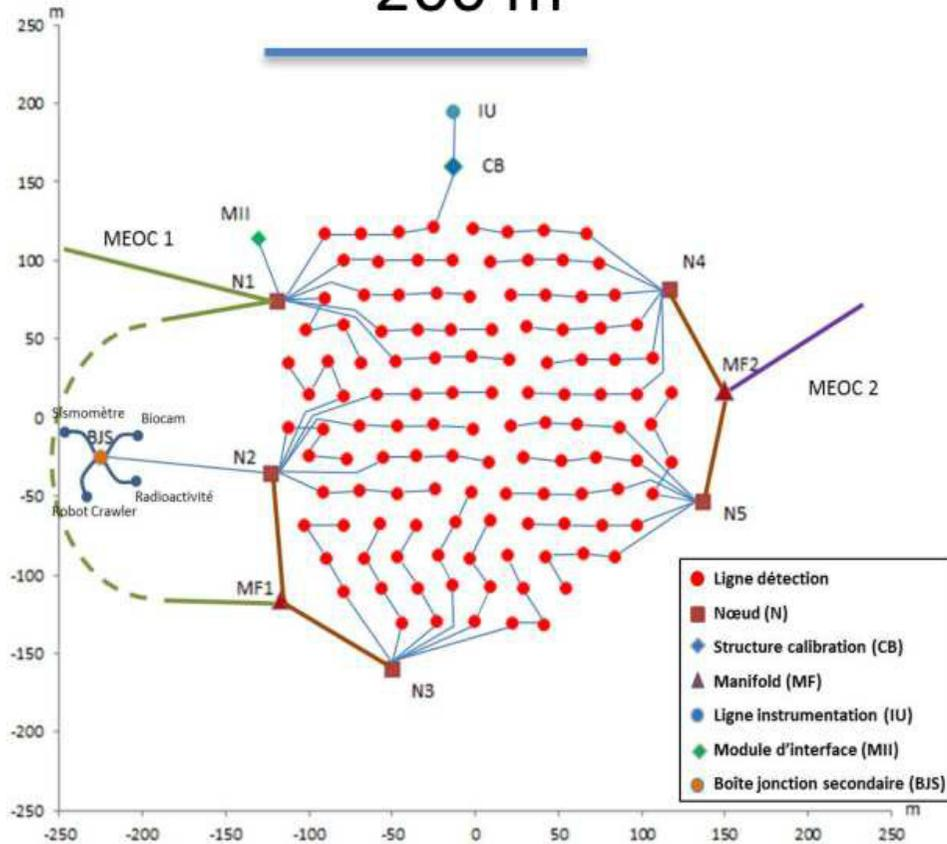 200 m
m
250
200
150
100
50
0
-50
-100
-150
-200
-250
-250
-200
-150
-100
-50
0
50
100
150
200
250
m
IU
CB
MII
MEOC 1
N1
N4
MF2
MEOC 2
Sismomètre
Biocam
BJS
N2
Radioactivité
Robot Crawler
N5
MF1
N3
Ligne détection
Nœud (N)
Structure calibration (CB)
Manifold (MF)
Ligne instrumentation (IU)
Module d'interface (MII)
Boîte jonction secondaire (BJS)